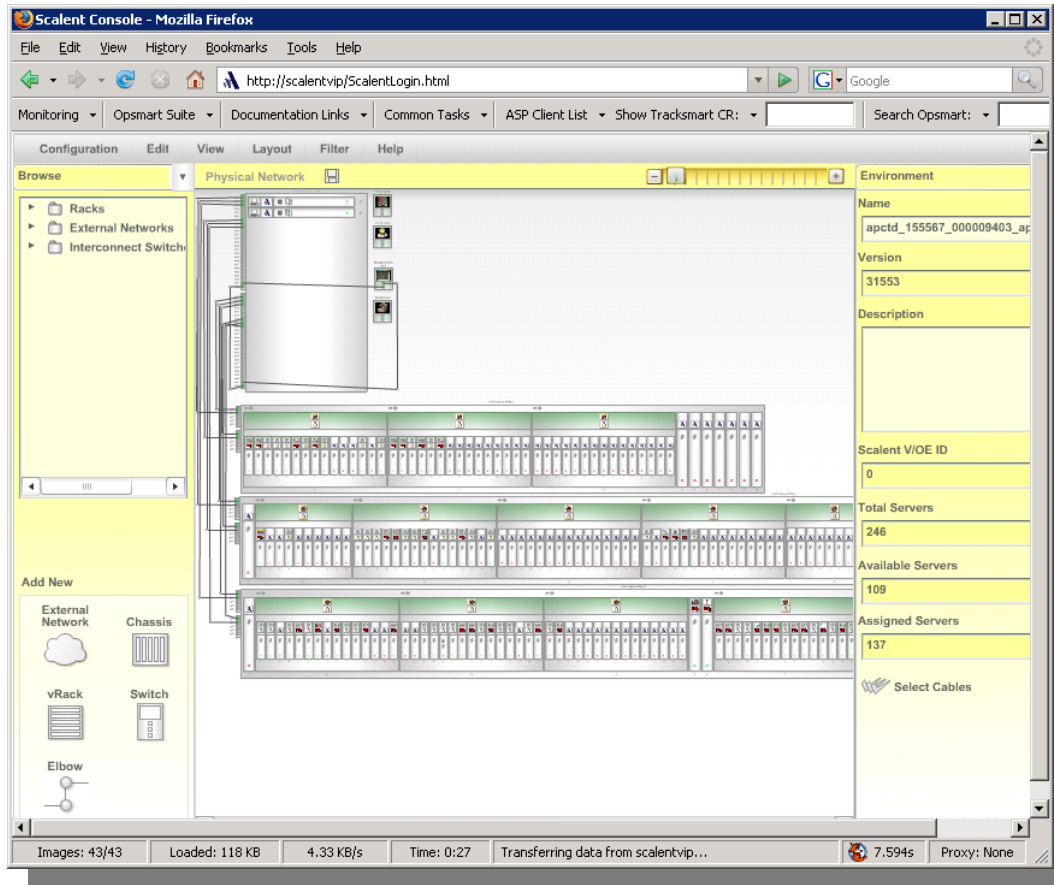 Scalent Console - Mozilla Firefox
File Edit View History Bookmarks Tools Help
http://scalentvip/ScalentLogin.html
G Google
Monitoring Opsmart Suite Documentation Links Common Tasks ASP Client List Show Tracksmart CR: Search Opsmart:
Configuration Edit View Layout Filter Help
Browse
Physical Network
Environment
Racks
External Networks
Interconnect Switch
Name
apctd_155567_000009403_ap
Version
31553
Description
Scalent V/OE ID
0
Total Servers
246
Available Servers
109
Assigned Servers
137
Select Cables
Add New
External Network
Chassis
vRack
Switch
Elbow
Images: 43/43 Loaded: 118 KB 4.33 KB/s Time: 0:27 Transferring data from scalentvip... 7.594s Proxy: None